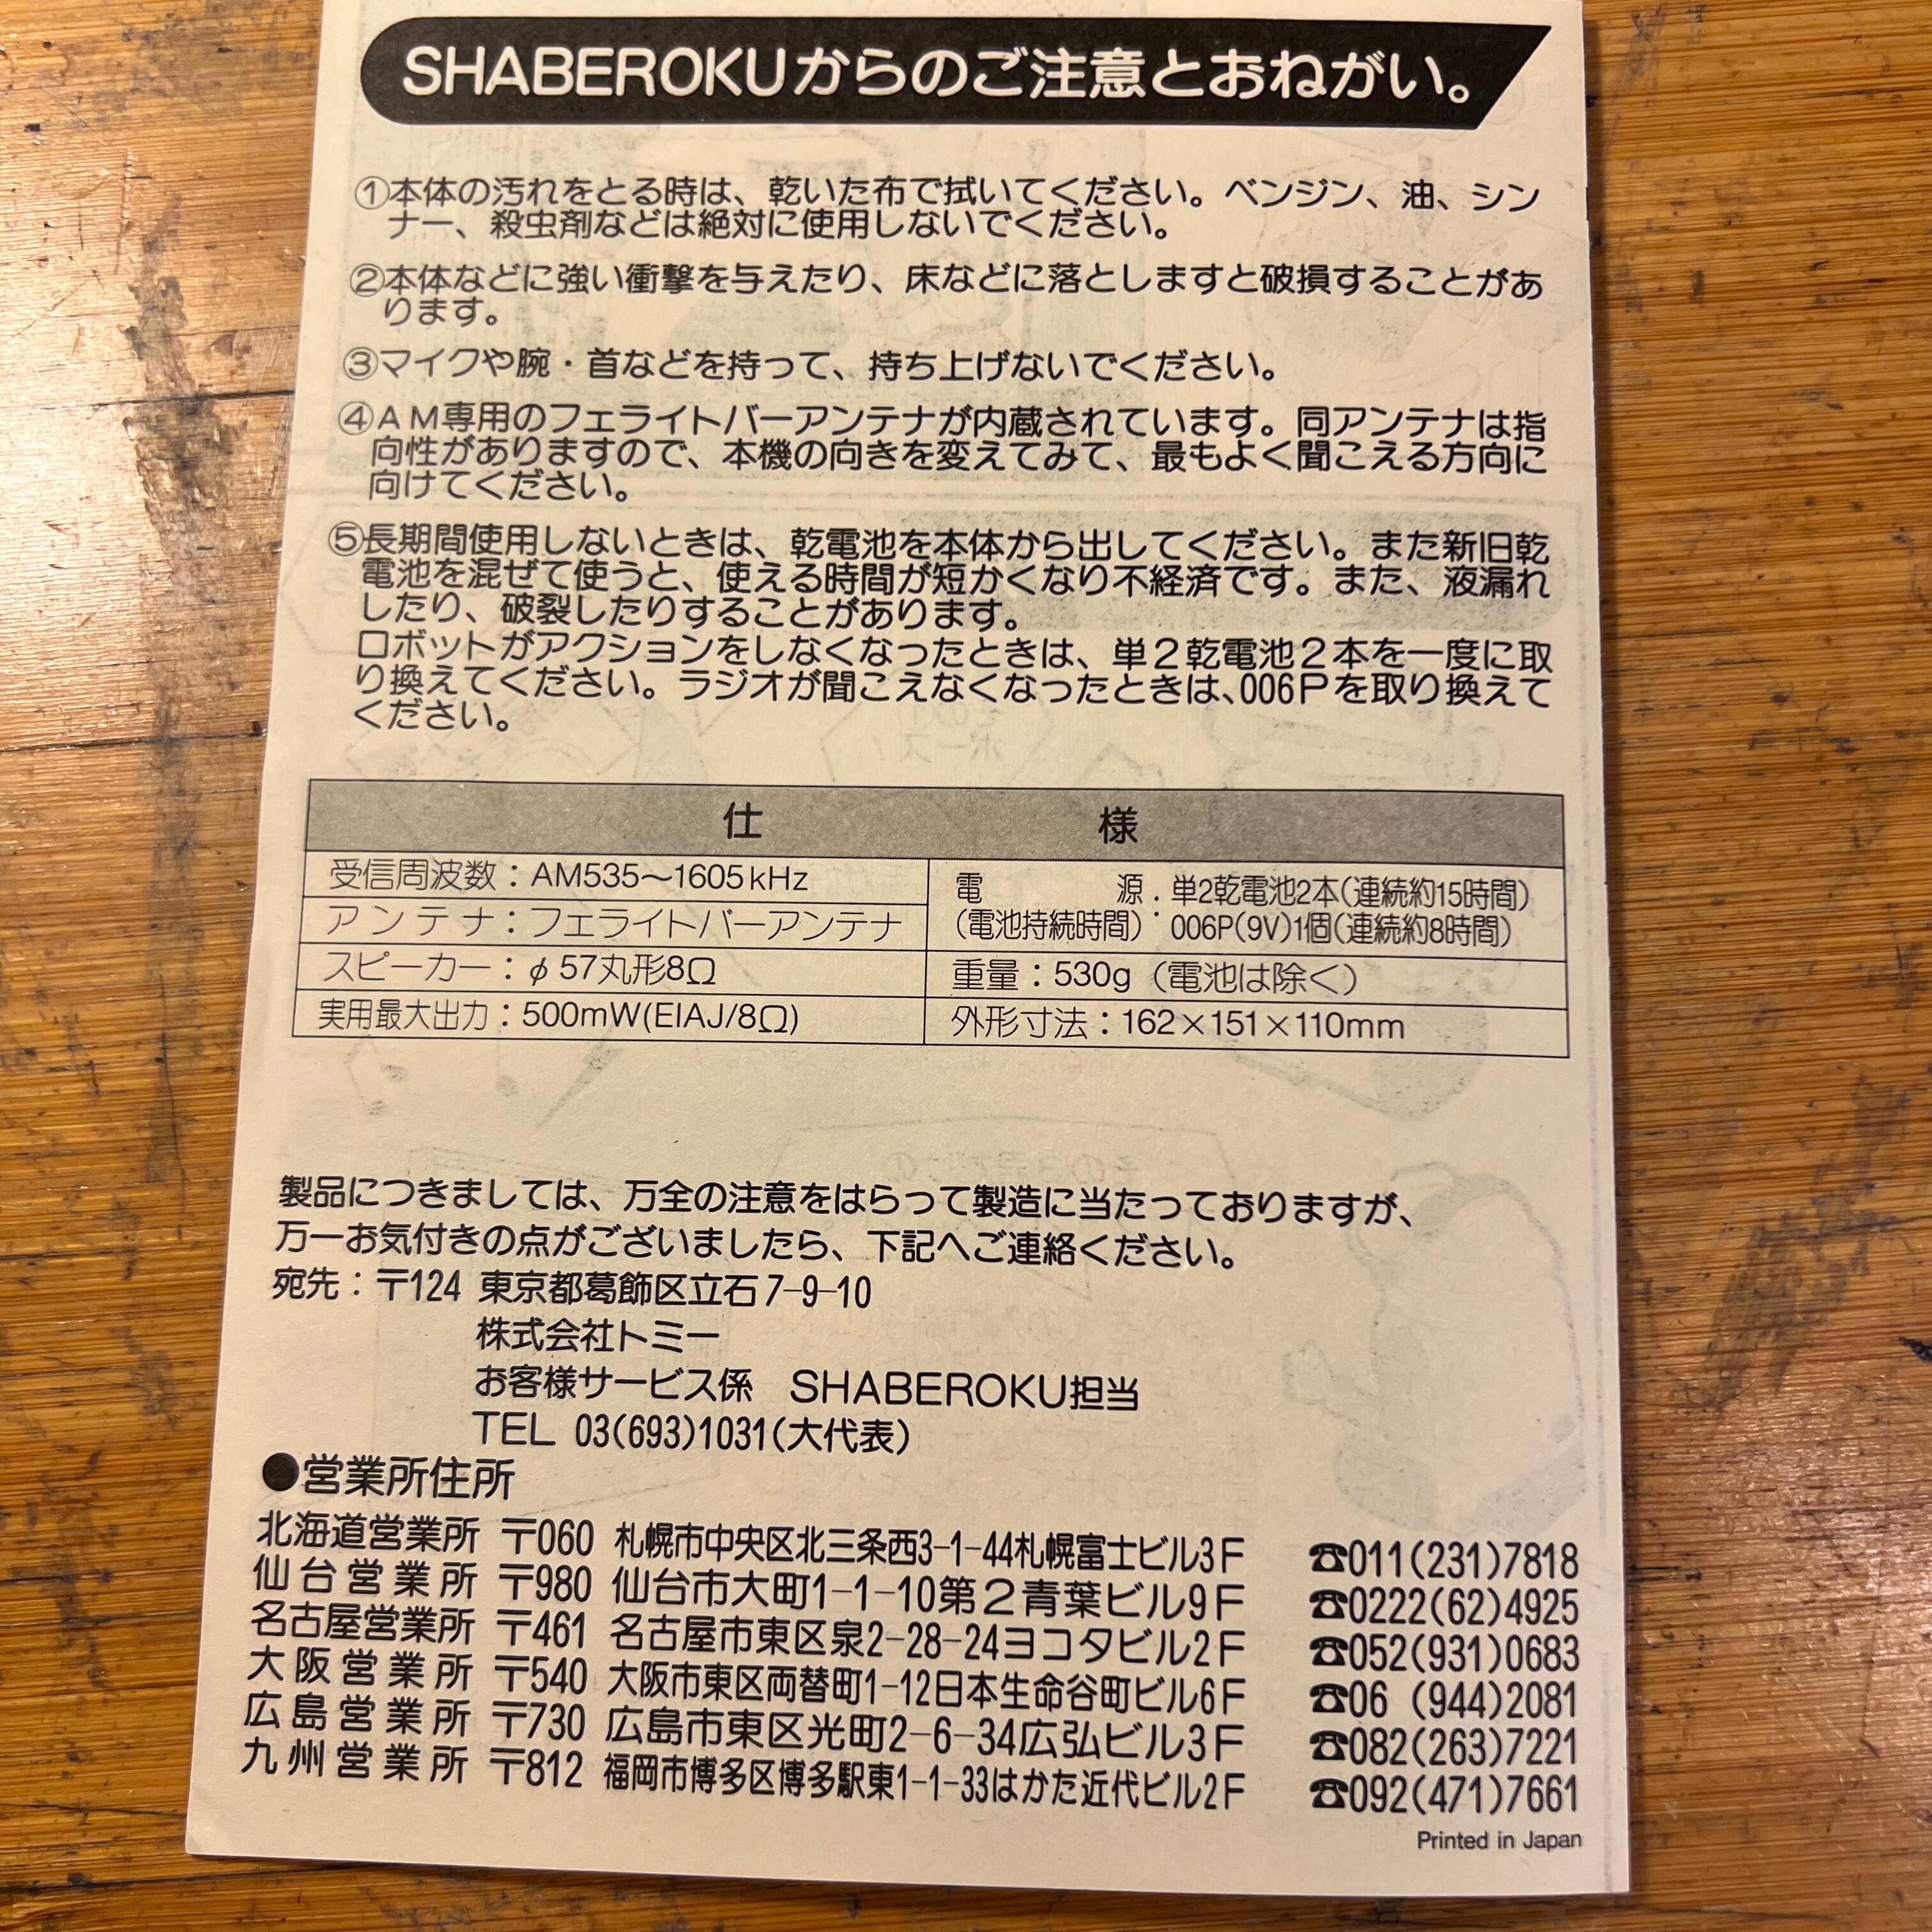 SHABEROKUからのご注意とおねがい。
①本体の汚れをとる時は、乾いた布で拭いてください。ベンジン、油、シン
ナー、殺虫剤などは絶対に使用しないでください。
②本体などに強い衝撃を与えたり、床などに落としますと破損することがあ
ります。
③マイクや腕・首などを持って、持ち上げないでください。
④AM専用のフェライトバーアンテナが内蔵されています。同アンテナは指
向性がありますので、本機の向きを変えてみて、最もよく聞こえる方向に
向けてください。
⑤長期間使用しないときは、乾電池を本体から出してください。また新旧乾
電池を混ぜて使うと、使える時間が短かくなり不経済です。また、液漏れ
したり、破裂したりすることがあります。
ロボットがアクションをしなくなったときは、単2乾電池2本を一度に取
り換えてください。ラジオが聞こえなくなったときは、006Pを取り換えて
ください。
仕様
受信周波数：AM535～1605kHz
アンテナ：フェライトバーアンテナ
スピーカー：φ57丸形8Ω
実用最大出力：500mW(EIAJ/8Ω)
電源：単2乾電池2本(連続約15時間)
(電池持続時間) 006P(9V)1個(連続約8時間)
重量：530g（電池は除く）
外形寸法：162×151×110mm
製品につきましては、万全の注意をはらって製造に当たっておりますが、
万一お気付きの点がございましたら、下記へご連絡ください。
宛先：〒124 東京都葛飾区立石7-9-10
株式会社トミー
お客様サービス係 SHABEROKU担当
TEL 03(693)1031(大代表)
●営業所住所
北海道営業所 〒060 札幌市中央区北三条西3-1-44札幌富士ビル3F ☎011(231)7818
仙台営業所 〒980 仙台市大町1-1-10第2青葉ビル9F ☎0222(62)4925
名古屋営業所 〒461 名古屋市東区泉2-28-24ヨコタビル2F ☎052(931)0683
大阪営業所 〒540 大阪市東区両替町1-12日本生命谷町ビル6F ☎06 (944)2081
広島営業所 〒730 広島市東区光町2-6-34広弘ビル3F ☎082(263)7221
九州営業所 〒812 福岡市博多区博多駅東1-1-33はかた近代ビル2F ☎092(471)7661
Printed in Japan